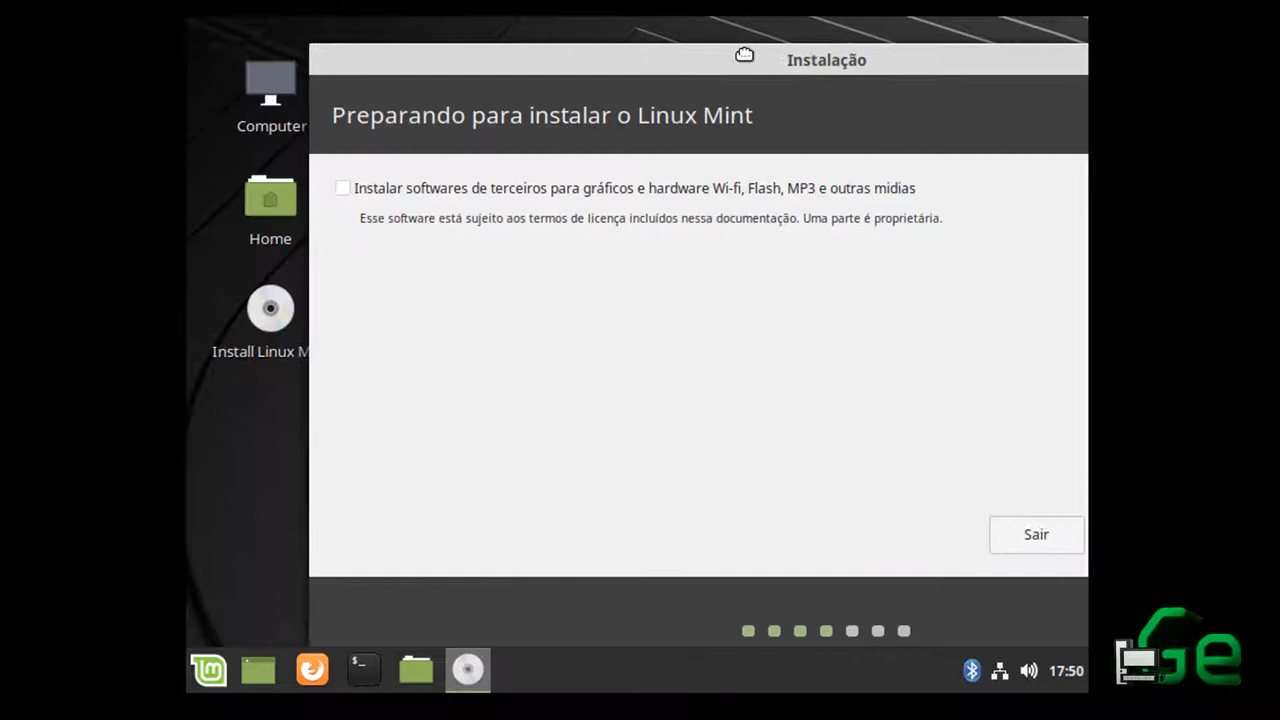 Instalação
Computer
Preparando para instalar o Linux Mint
Instalar softwares de terceiros para gráficos e hardware Wi-fi, Flash, MP3 e outras midias
Esse software está sujeito aos termos de licença incluídos nessa documentação. Uma parte é proprietária.
Home
Install Linux M
Sair
lm
$_
17:50
Ge